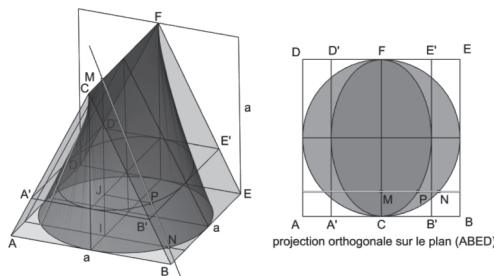 F
M
C
a
D'
E'
D
E
A'
J
P
B'
I
N
A
a
a
B
D D' F E' E
M P N
A A' C B' B
projection orthogonale sur le plan (ABED)